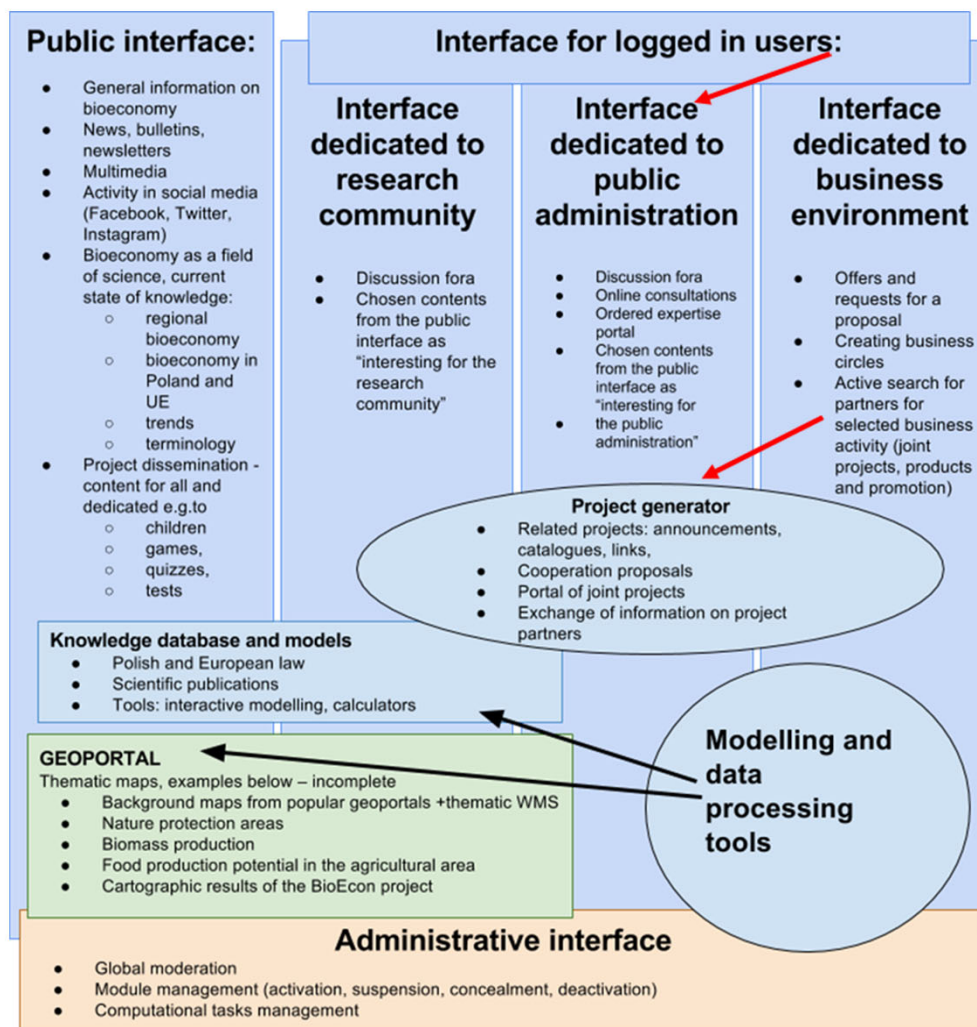 Public interface:
● General information on
bioeconomy
● News, bulletins,
newsletters
● Multimedia
● Activity in social media
(Facebook, Twitter,
Instagram)
● Bioeconomy as a field
of science, current
state of knowledge:
○ regional
bioeconomy
○ bioeconomy in
Poland and
UE
○ trends
○ terminology
● Project dissemination -
content for all and
dedicated e.g.to
○ children
○ games,
○ quizzes,
○ tests
Interface for logged in users:
Interface
dedicated to
research
community
● Discussion fora
● Chosen contents
from the public
interface as
“interesting for the
research
community”
Interface
dedicated to
public
administration
● Discussion fora
● Online consultations
● Ordered expertise
portal
● Chosen contents
from the public
interface as
“interesting for
● the public
administration”
Interface
dedicated to
business
environment
● Offers and
requests for a
proposal
● Creating business
circles
● Active search for
partners for
selected business
activity (joint
projects, products
and promotion)
Project generator
● Related projects: announcements,
catalogues, links,
● Cooperation proposals
● Portal of joint projects
● Exchange of information on project
partners
Knowledge database and models
● Polish and European law
● Scientific publications
● Tools: interactive modelling, calculators
GEOPORTAL
Thematic maps, examples below – incomplete
● Background maps from popular geoportals +thematic WMS
● Nature protection areas
● Biomass production
● Food production potential in the agricultural area
● Cartographic results of the BioEcon project
Modelling and
data
processing
tools
Administrative interface
● Global moderation
● Module management (activation, suspension, concealment, deactivation)
● Computational tasks management